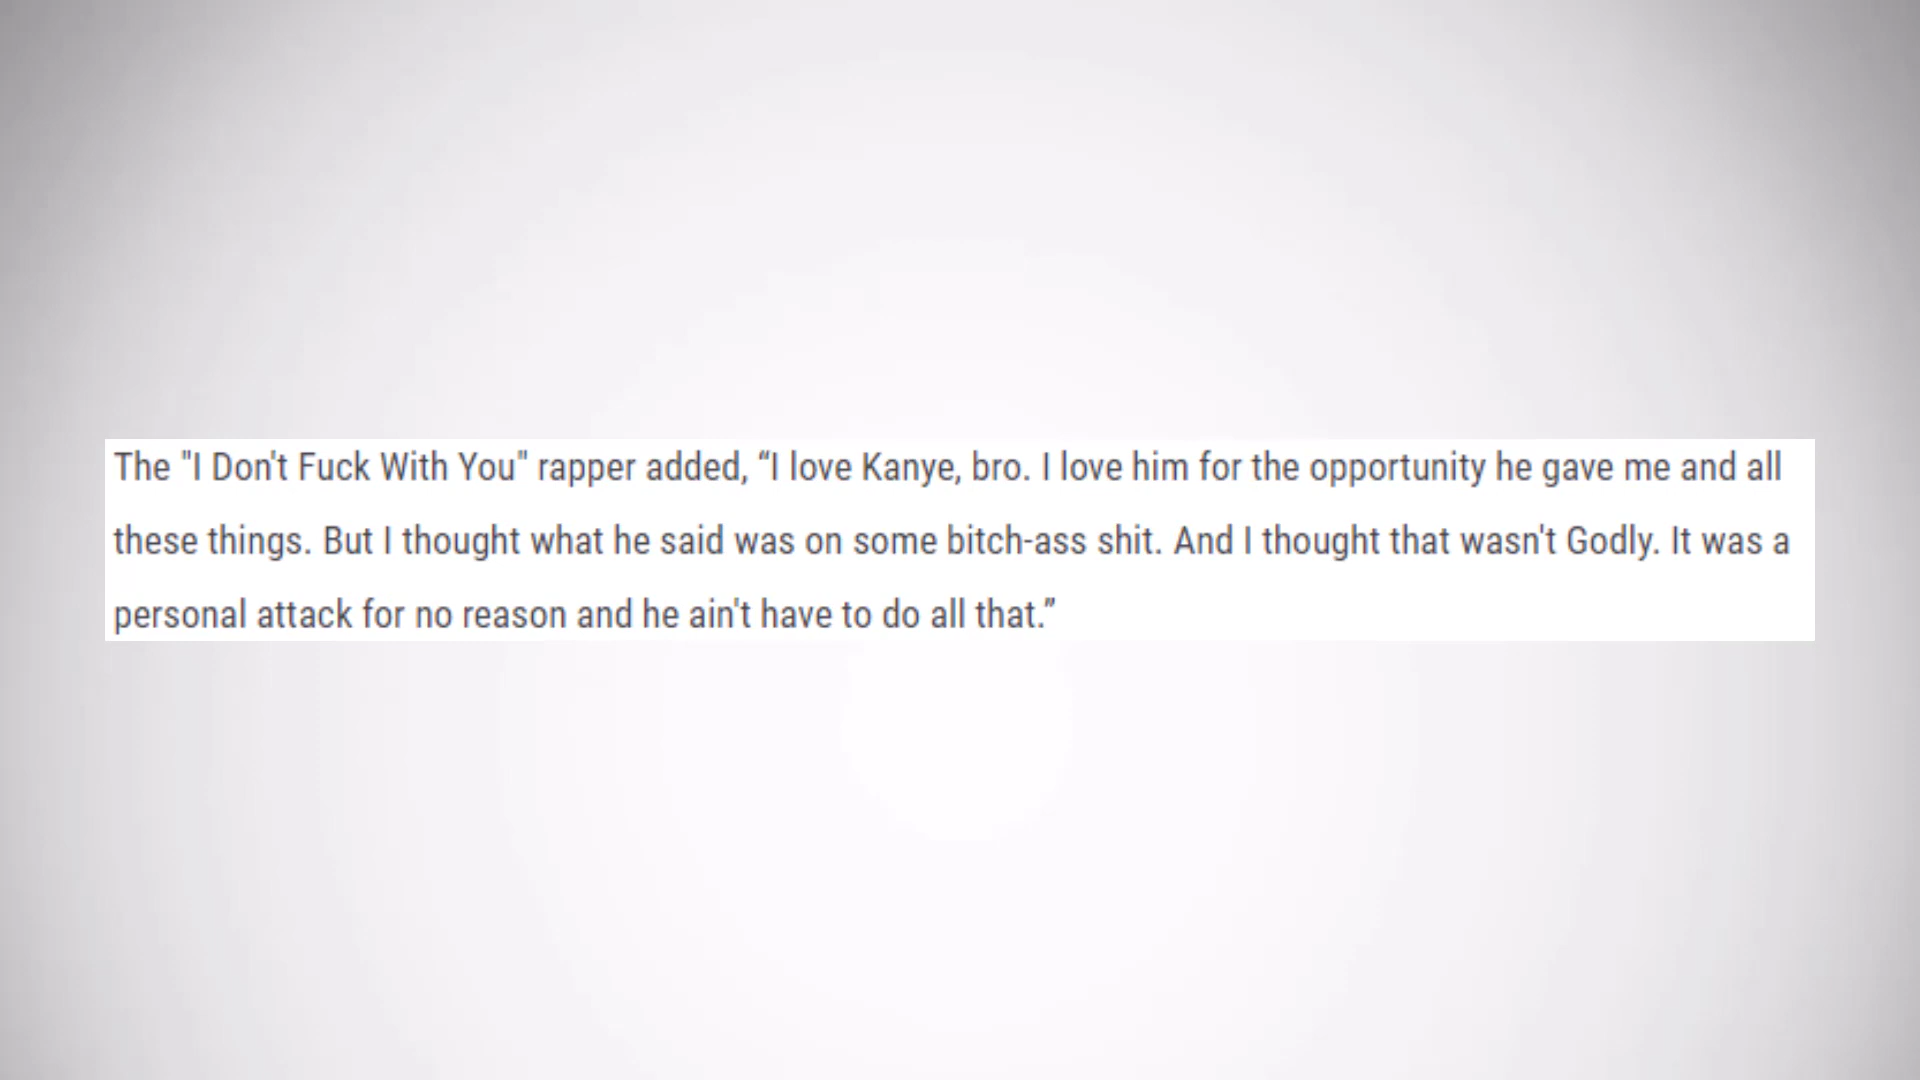 The "I Don't Fuck With You" rapper added, “I love Kanye, bro. I love him for the opportunity he gave me and all
these things. But I thought what he said was on some bitch-ass shit. And I thought that wasn't Godly. It was a
personal attack for no reason and he ain't have to do all that.”